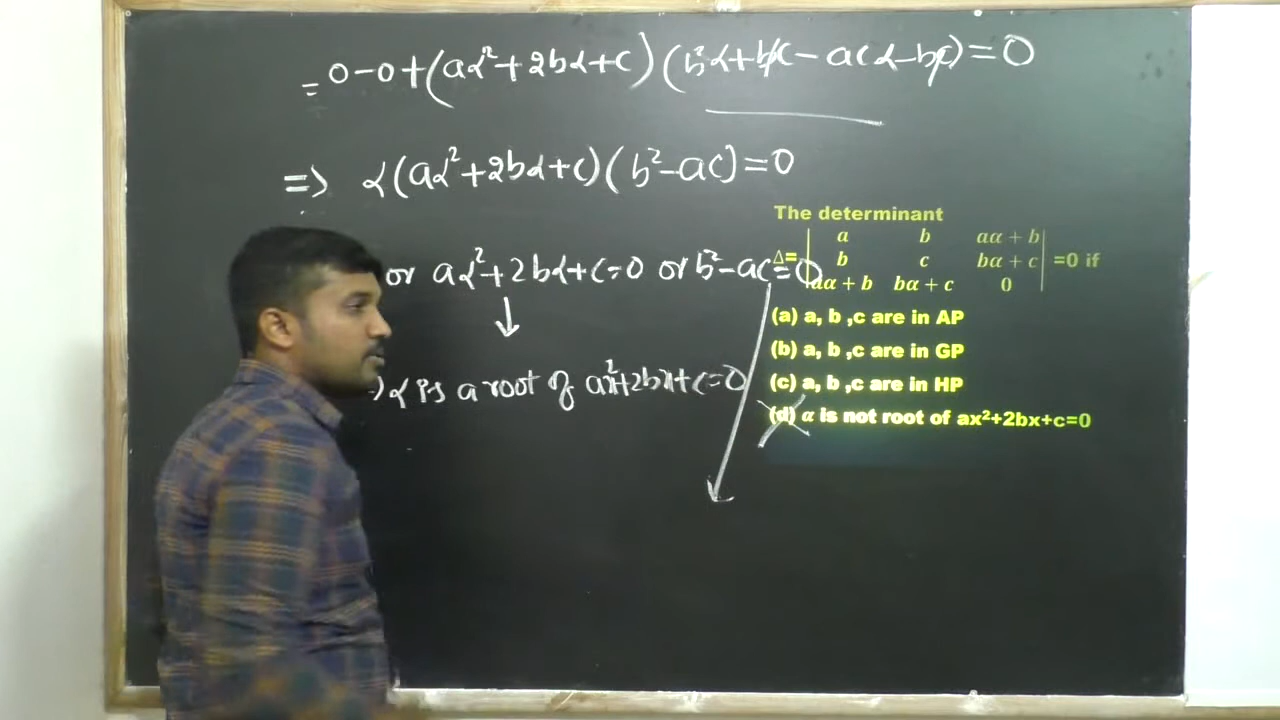 = 0-0+(aα²+2bα+c)(b²α+bc-acα-bc)=0
=> α(aα²+2bα+c)(b²-ac)=0
or aα²+2bα+c=0 or b²-ac=0
α is a root of ax²+2bx+c=0
The determinant
Δ= | a b aα + b |
| b c bα + c | =0 if
| aα + b bα + c 0 |
(a) a, b ,c are in AP
(b) a, b ,c are in GP
(c) a, b ,c are in HP
(d) α is not root of ax²+2bx+c=0